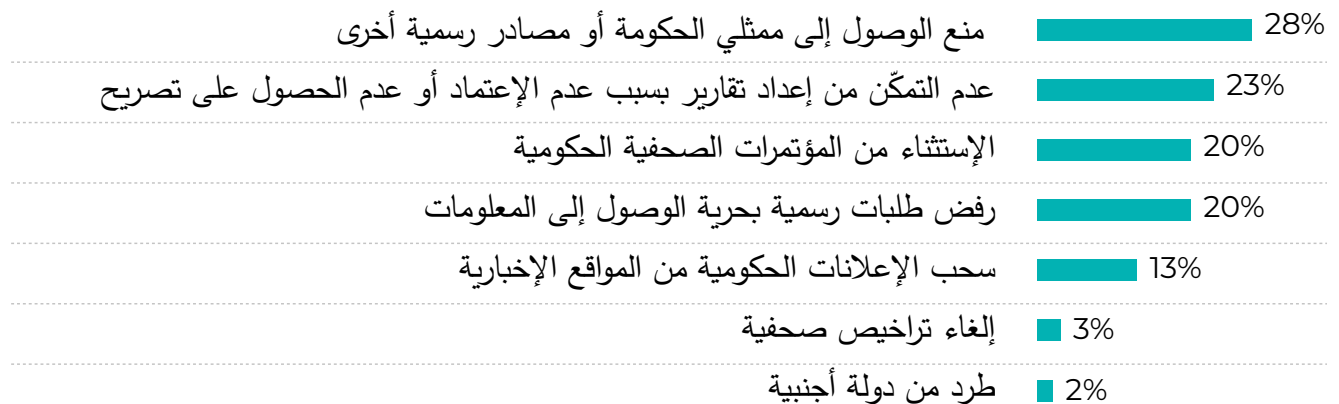 منع الوصول إلى ممثلي الحكومة أو مصادر رسمية أخرى 28%
عدم التمكّن من إعداد تقارير بسبب عدم الإعتماد أو عدم الحصول على تصريح 23%
الإستثناء من المؤتمرات الصحفية الحكومية 20%
رفض طلبات رسمية بحرية الوصول إلى المعلومات 20%
سحب الإعلانات الحكومية من المواقع الإخبارية 13%
إلغاء تراخيص صحفية 3%
طرد من دولة أجنبية 2%